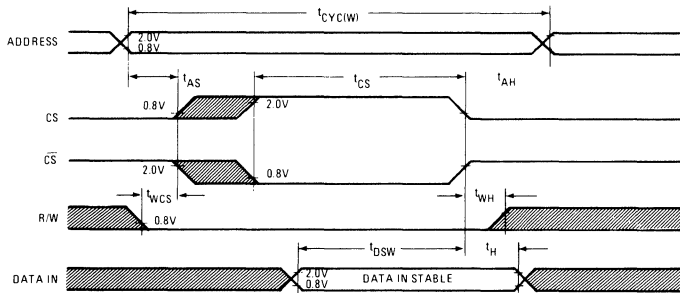 tCYC(W)
ADDRESS
2.0V
0.8V
tAS
tCS
tAH
0.8V
2.0V
CS
C̅S̅
2.0V
0.8V
tWCS
tWH
R/W
0.8V
tDSW
tH
DATA IN
2.0V
0.8V
DATA IN STABLE